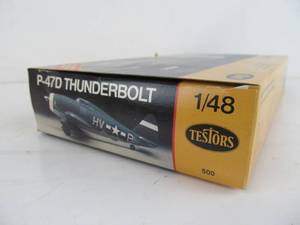 P-47D THUNDERBOLT
1/48
HV P
TESTORS
500